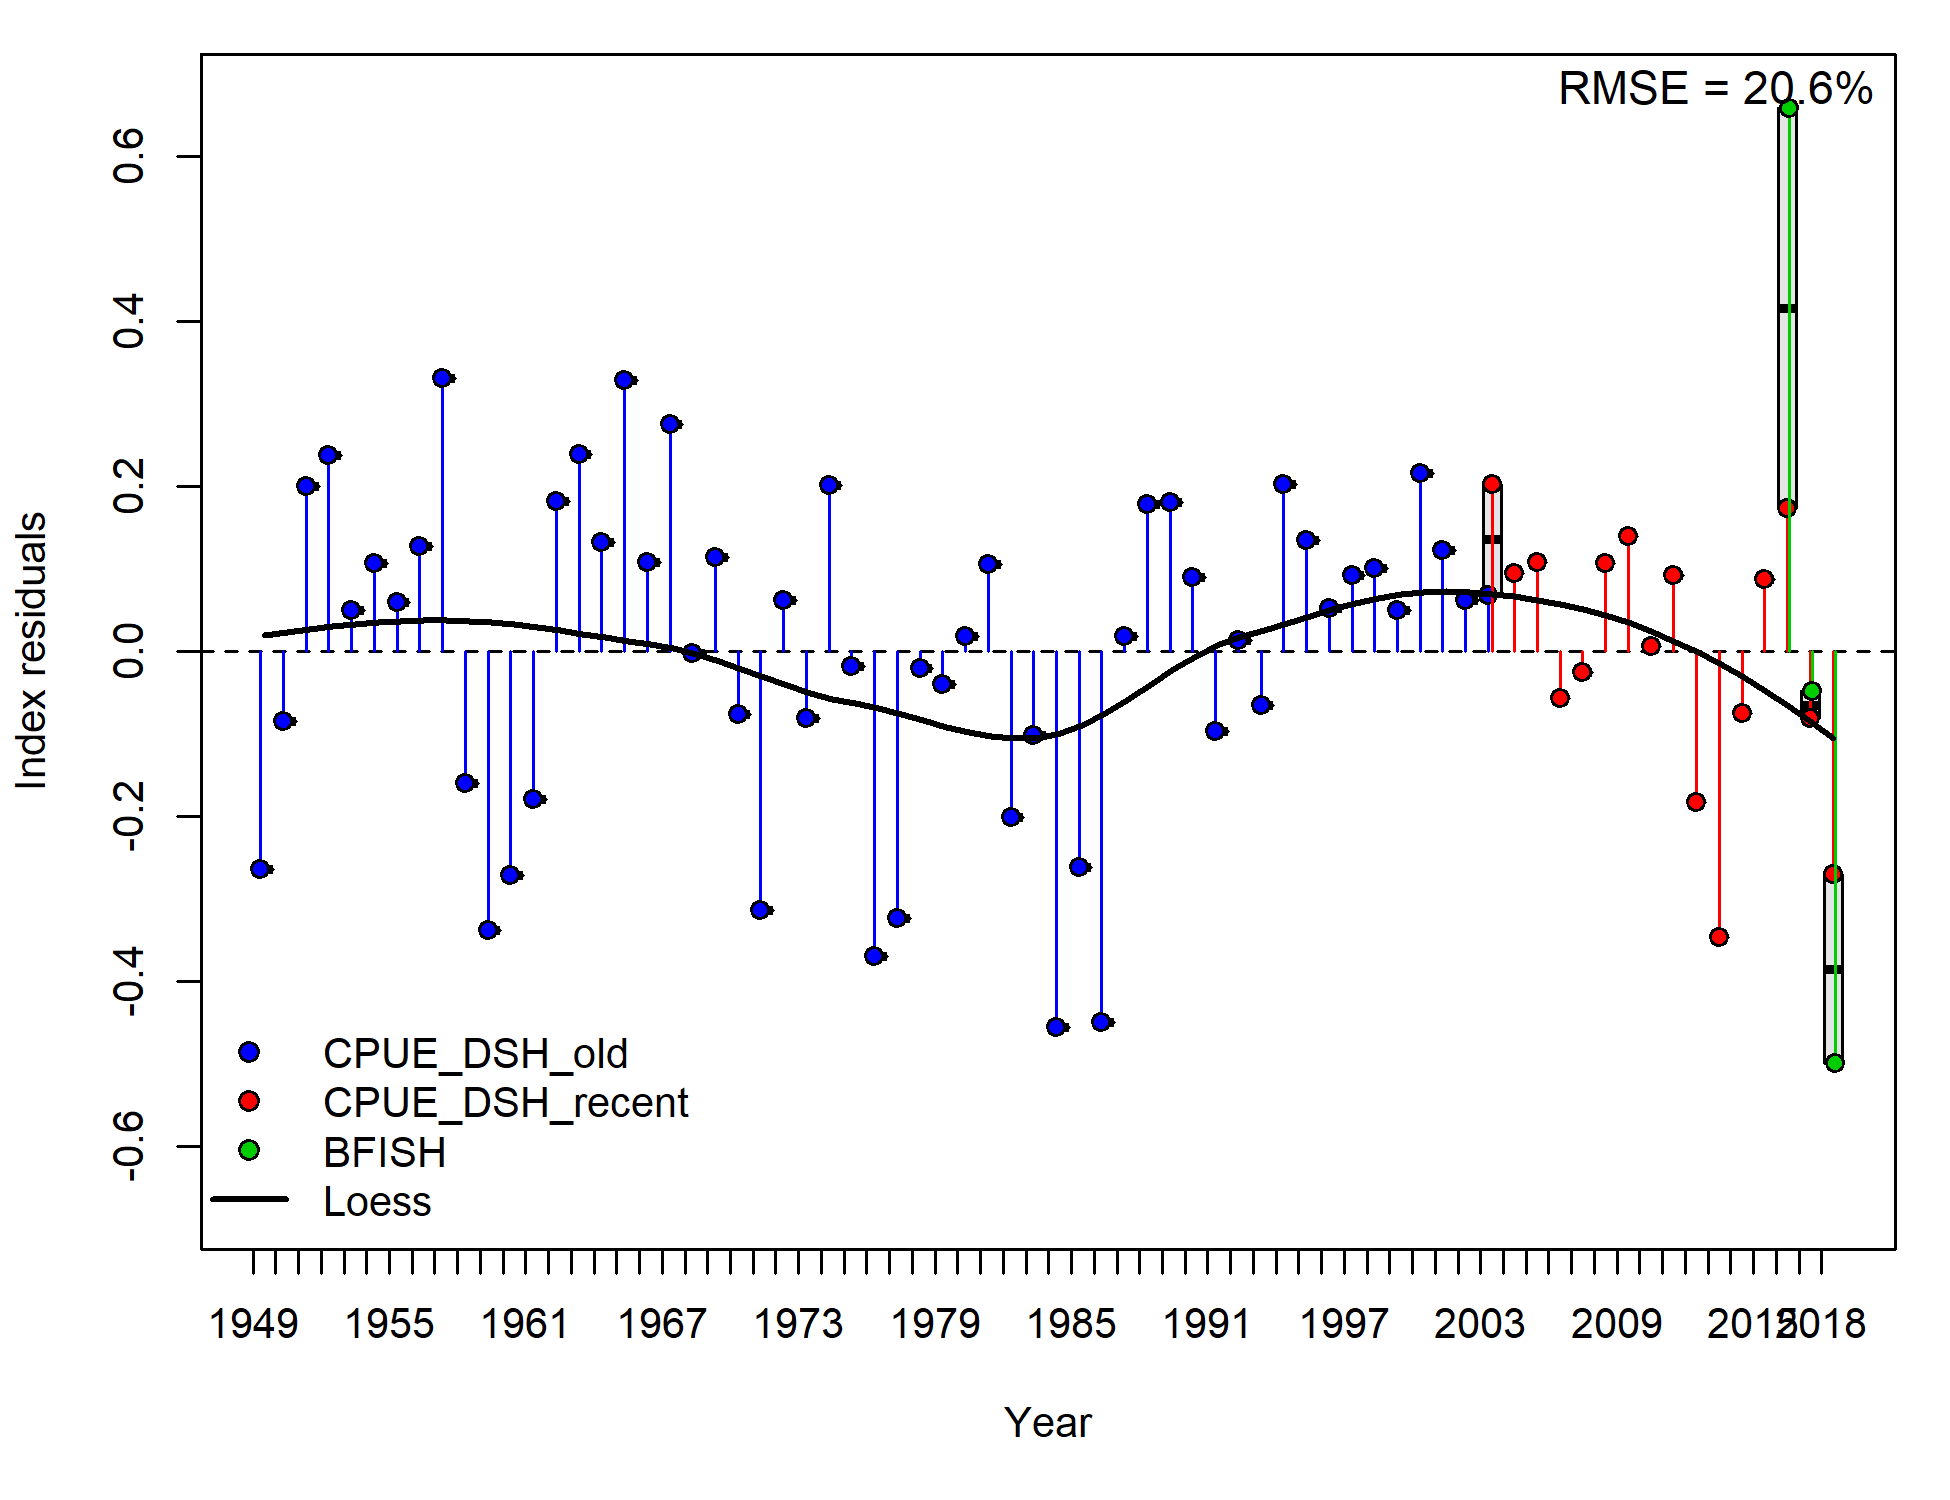 RMSE = 20.6%
0.6
0.4
0.2
0.0
-0.2
-0.4
-0.6
Index residuals
CPUE_DSH_old
CPUE_DSH_recent
BFISH
Loess
1949 1955 1961 1967 1973 1979 1985 1991 1997 2003 2009 2015 2018
Year